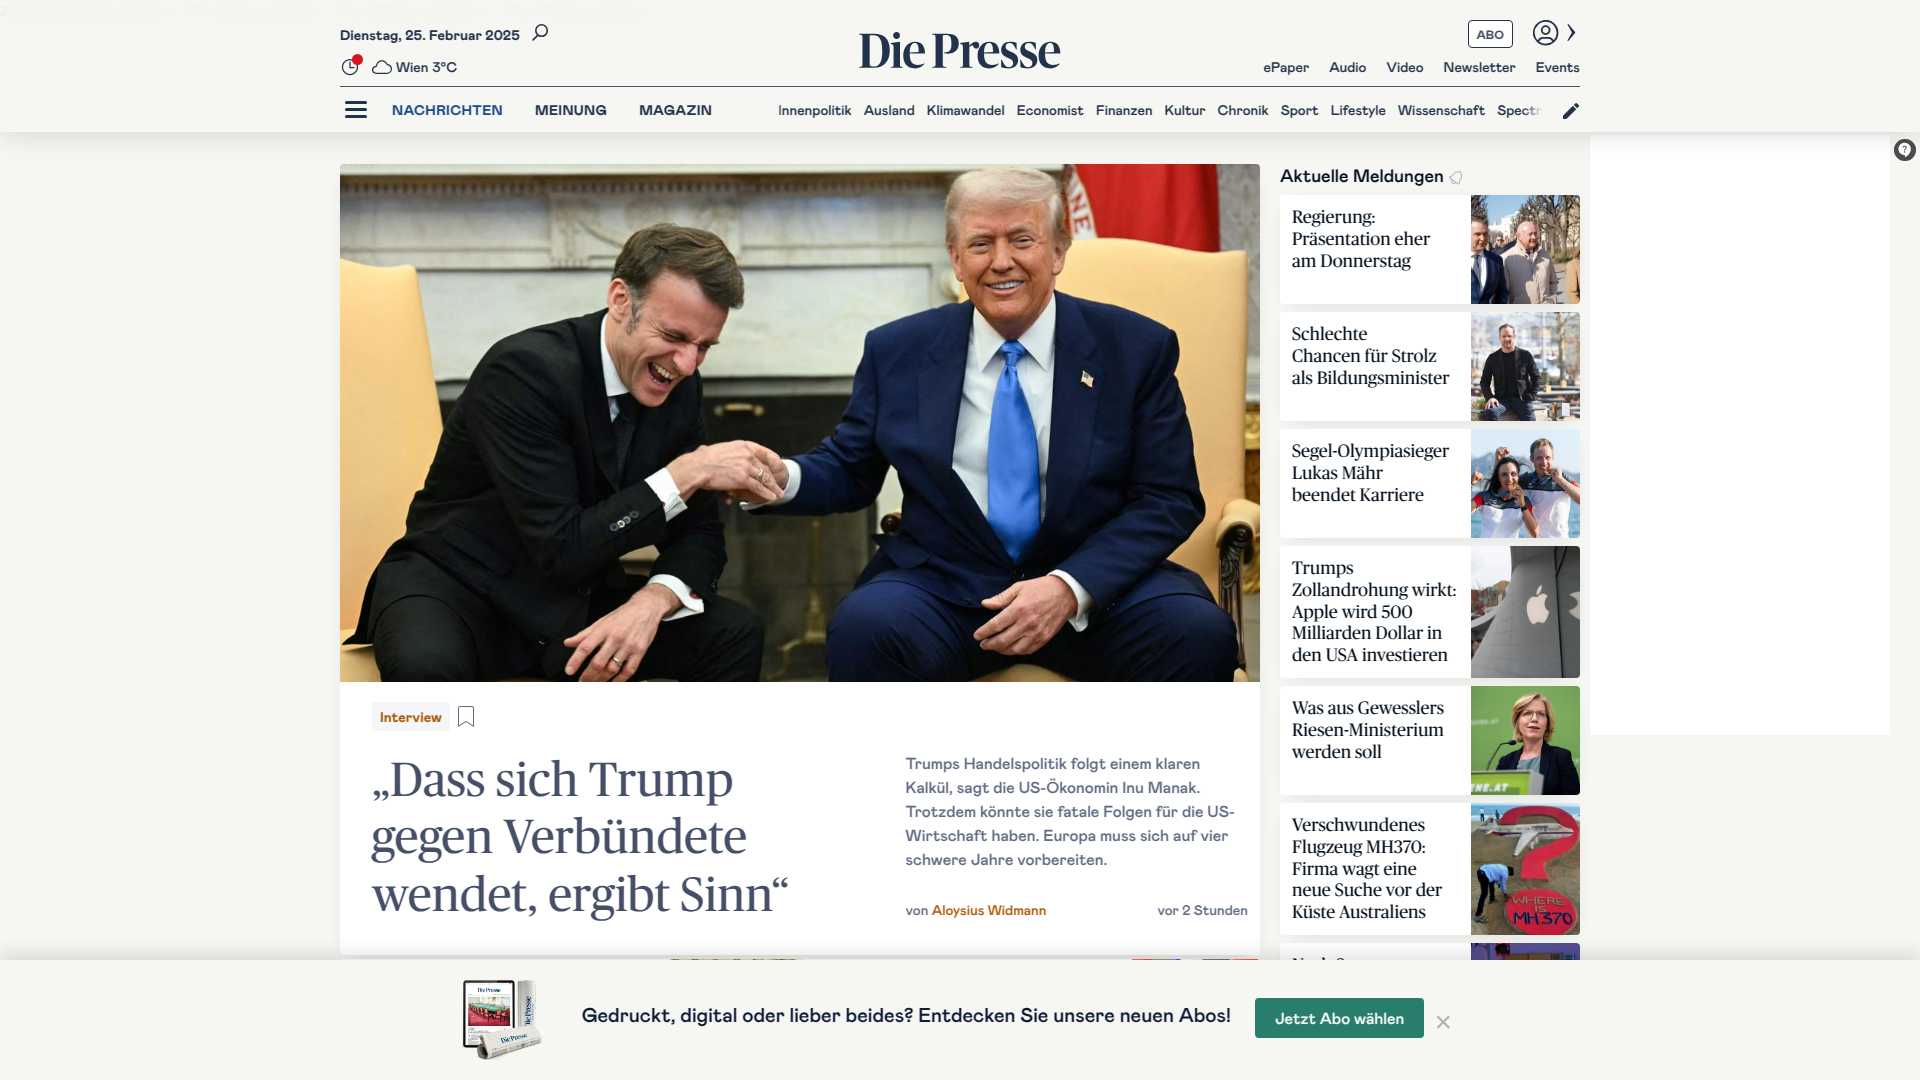 Dienstag, 25. Februar 2025
Wien 3°C
Die Presse
ABO
ePaper Audio Video Newsletter Events
NACHRICHTEN MEINUNG MAGAZIN
Innenpolitik Ausland Klimawandel Economist Finanzen Kultur Chronik Sport Lifestyle Wissenschaft
Interview
„Dass sich Trump
gegen Verbündete
wendet, ergibt Sinn“
Trumps Handelspolitik folgt einem klaren
Kalkül, sagt die US-Ökonomin Inu Manak.
Trotzdem könnte sie fatale Folgen für die US-
Wirtschaft haben. Europa muss sich auf vier
schwere Jahre vorbereiten.
von Aloysius Widmann
vor 2 Stunden
Aktuelle Meldungen
Regierung:
Präsentation eher
am Donnerstag
Schlechte
Chancen für Strolz
als Bildungsminister
Segel-Olympiasieger
Lukas Mähr
beendet Karriere
Trumps
Zollandrohung wirkt:
Apple wird 500
Milliarden Dollar in
den USA investieren
Was aus Gewesslers
Riesen-Ministerium
werden soll
Verschwundenes
Flugzeug MH370:
Firma wagt eine
neue Suche vor der
Küste Australiens
WHERE
IS
MH370
Die Presse
Die Presse
Die Presse
Gedruckt, digital oder lieber beides? Entdecken Sie unsere neuen Abos!
Jetzt Abo wählen